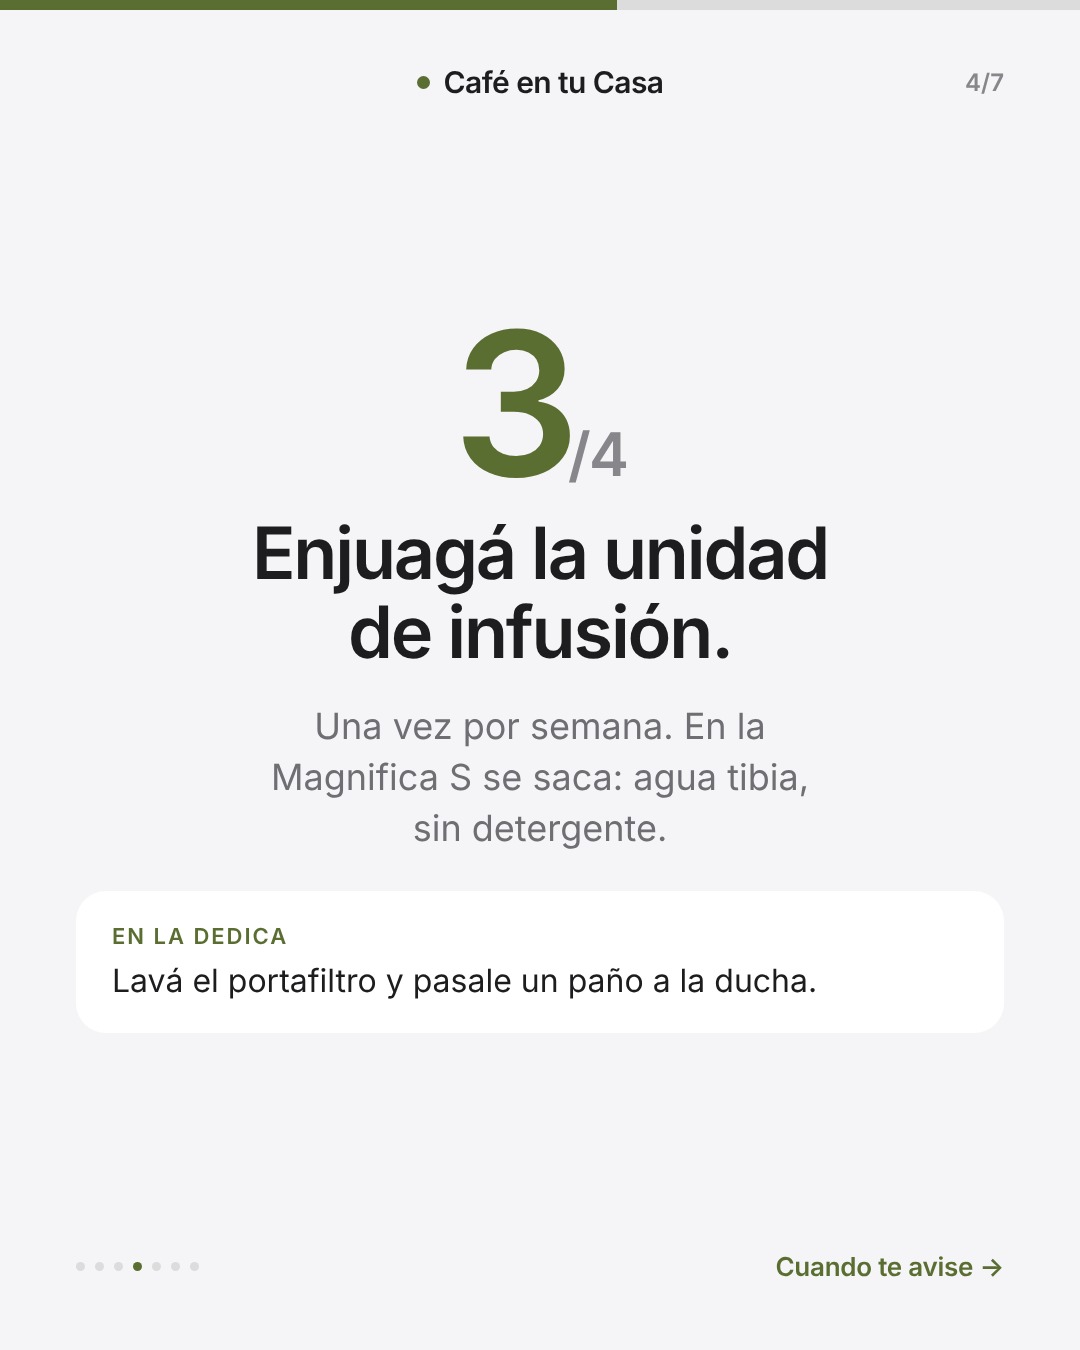 Café en tu Casa
4/7
3/4
Enjuagá la unidad
de infusión.
Una vez por semana. En la
Magnifica S se saca: agua tibia,
sin detergente.
EN LA DEDICA
Lavá el portafiltro y pasale un paño a la ducha.
Cuando te avise →